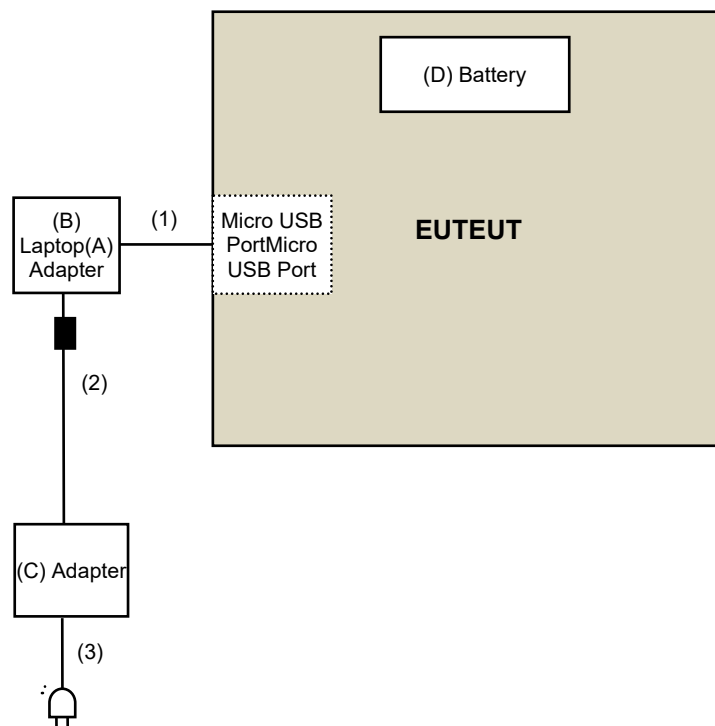 (D) Battery
(B)
Laptop(A)
Adapter
(1)
Micro USB
PortMicro
USB Port
EUTEUT
(2)
(C) Adapter
(3)